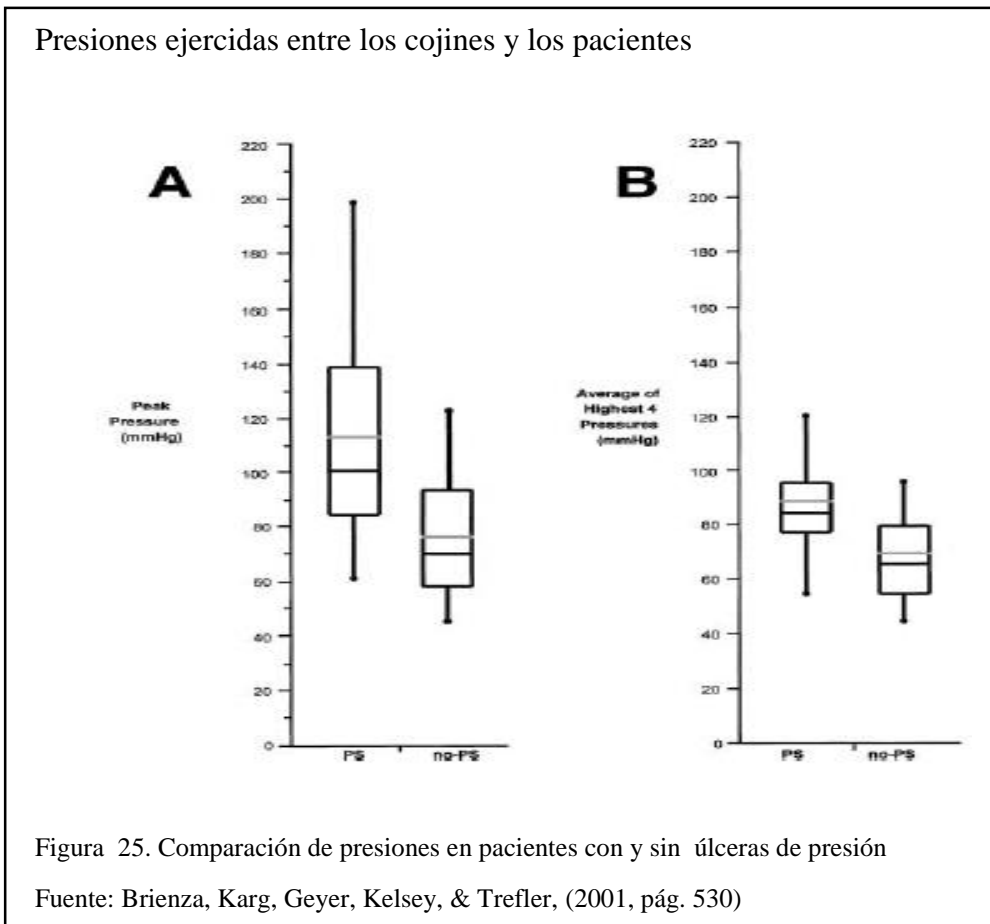 Presiones ejercidas entre los cojines y los pacientes
A
220
200
180
160
140
120
100
80
60
40
20
0
Peak
Pressure
(mmHg)
PS
no-PS
B
220
200
180
160
140
120
100
80
60
40
20
0
Average of
Highest 4
Pressures
(mmHg)
PS
no-PS
Figura 25. Comparación de presiones en pacientes con y sin úlceras de presión
Fuente: Brienza, Karg, Geyer, Kelsey, & Trefler, (2001, pág. 530)